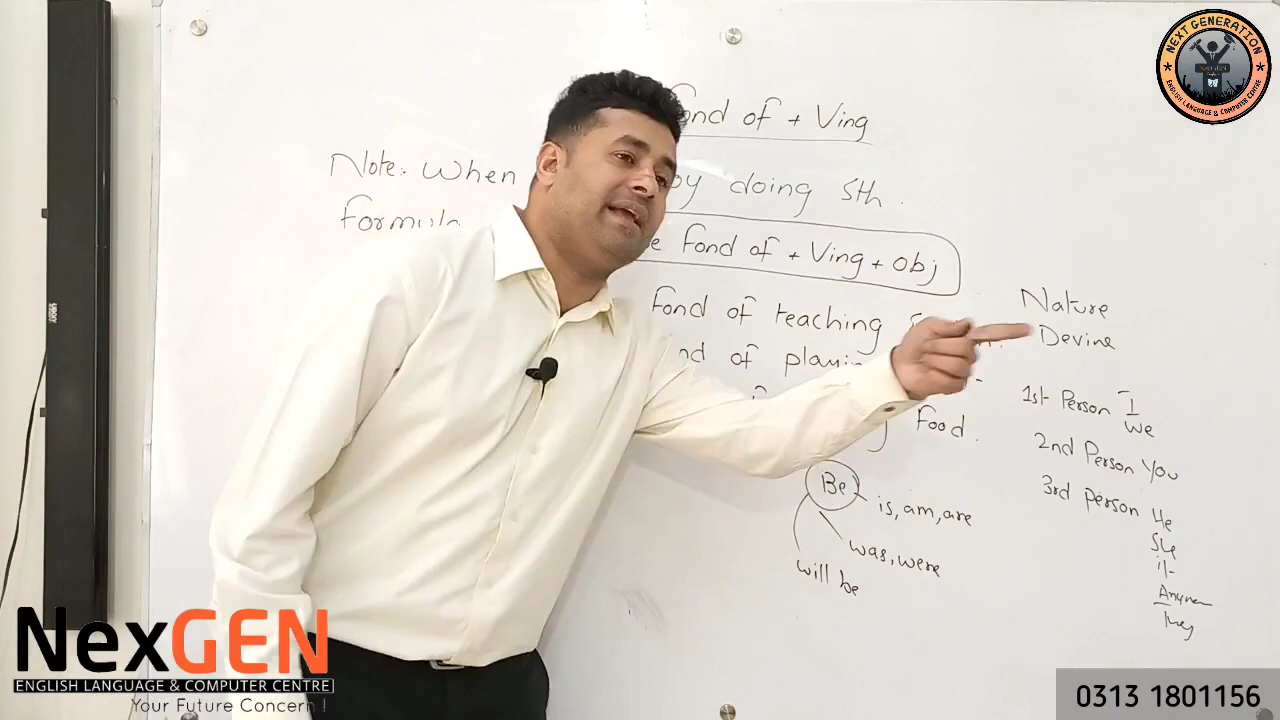 Fond of + Ving
Note: When doing Sth.
Formula
Fond of + Ving + Obj
Fond of teaching
of
Food.
Be
is, am, are
was, were
will be
Nature
Devine
1st Person I
We
2nd Person You
3rd Person He
She
it
They
NEXT GENERATION
ENGLISH LANGUAGE & COMPUTER CENTRE
NexGEN
ENGLISH LANGUAGE & COMPUTER CENTRE
Your Future Concern !
0313 1801156